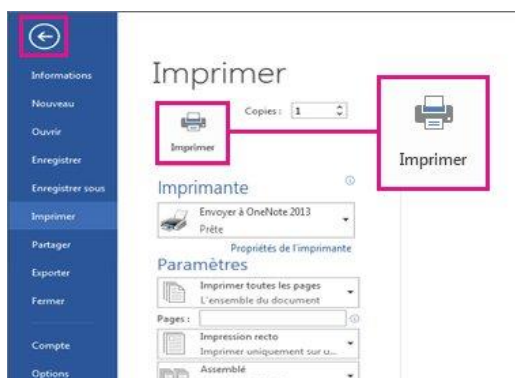 Informations
Nouveau
Ouvrir
Enregistrer
Enregistrer sous
Imprimer
Partager
Exporter
Fermer
Compte
Options
Imprimer
Copies : 1
Imprimer
Imprimer
Imprimante
Envoyer à OneNote 2013
Prête
Propriétés de l'imprimante
Paramètres
Imprimer toutes les pages
L'ensemble du document
Pages :
Impression recto
Imprimer uniquement sur u...
Assemblé